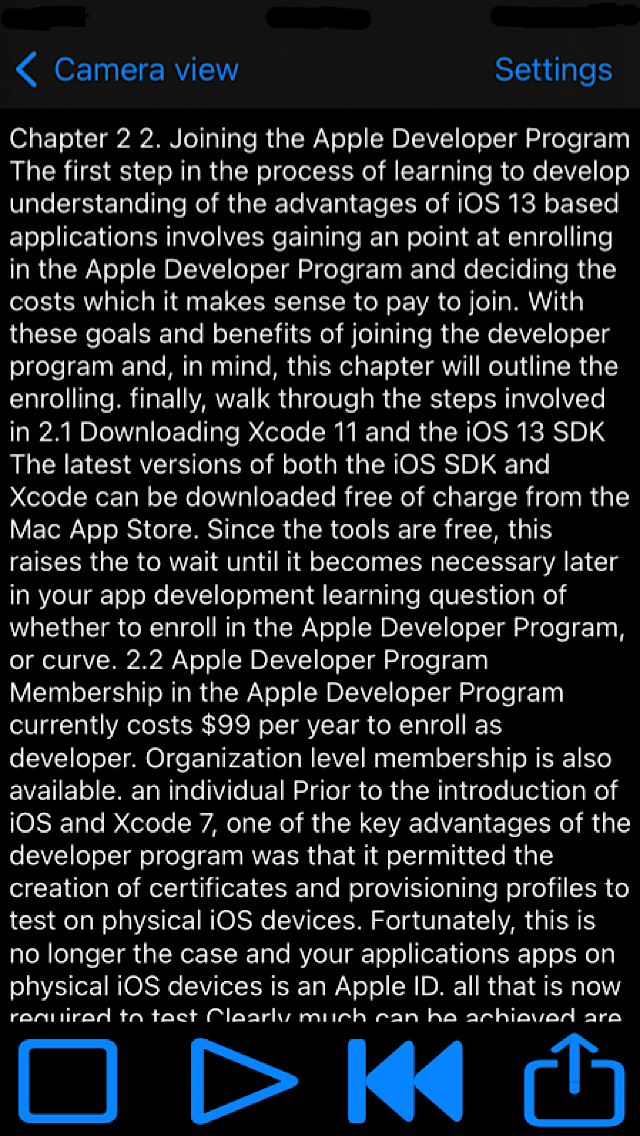 Camera view
Settings
Chapter 2 2. Joining the Apple Developer Program
The first step in the process of learning to develop
understanding of the advantages of iOS 13 based
applications involves gaining an point at enrolling
in the Apple Developer Program and deciding the
costs which it makes sense to pay to join. With
these goals and benefits of joining the developer
program and, in mind, this chapter will outline the
enrolling. finally, walk through the steps involved
in 2.1 Downloading Xcode 11 and the iOS 13 SDK
The latest versions of both the iOS SDK and
Xcode can be downloaded free of charge from the
Mac App Store. Since the tools are free, this
raises the to wait until it becomes necessary later
in your app development learning question of
whether to enroll in the Apple Developer Program,
or curve. 2.2 Apple Developer Program
Membership in the Apple Developer Program
currently costs $99 per year to enroll as
developer. Organization level membership is also
available. an individual Prior to the introduction of
iOS and Xcode 7, one of the key advantages of the
developer program was that it permitted the
creation of certificates and provisioning profiles to
test on physical iOS devices. Fortunately, this is
no longer the case and your applications apps on
physical iOS devices is an Apple ID. all that is now
required to test Clearly much can be achieved are